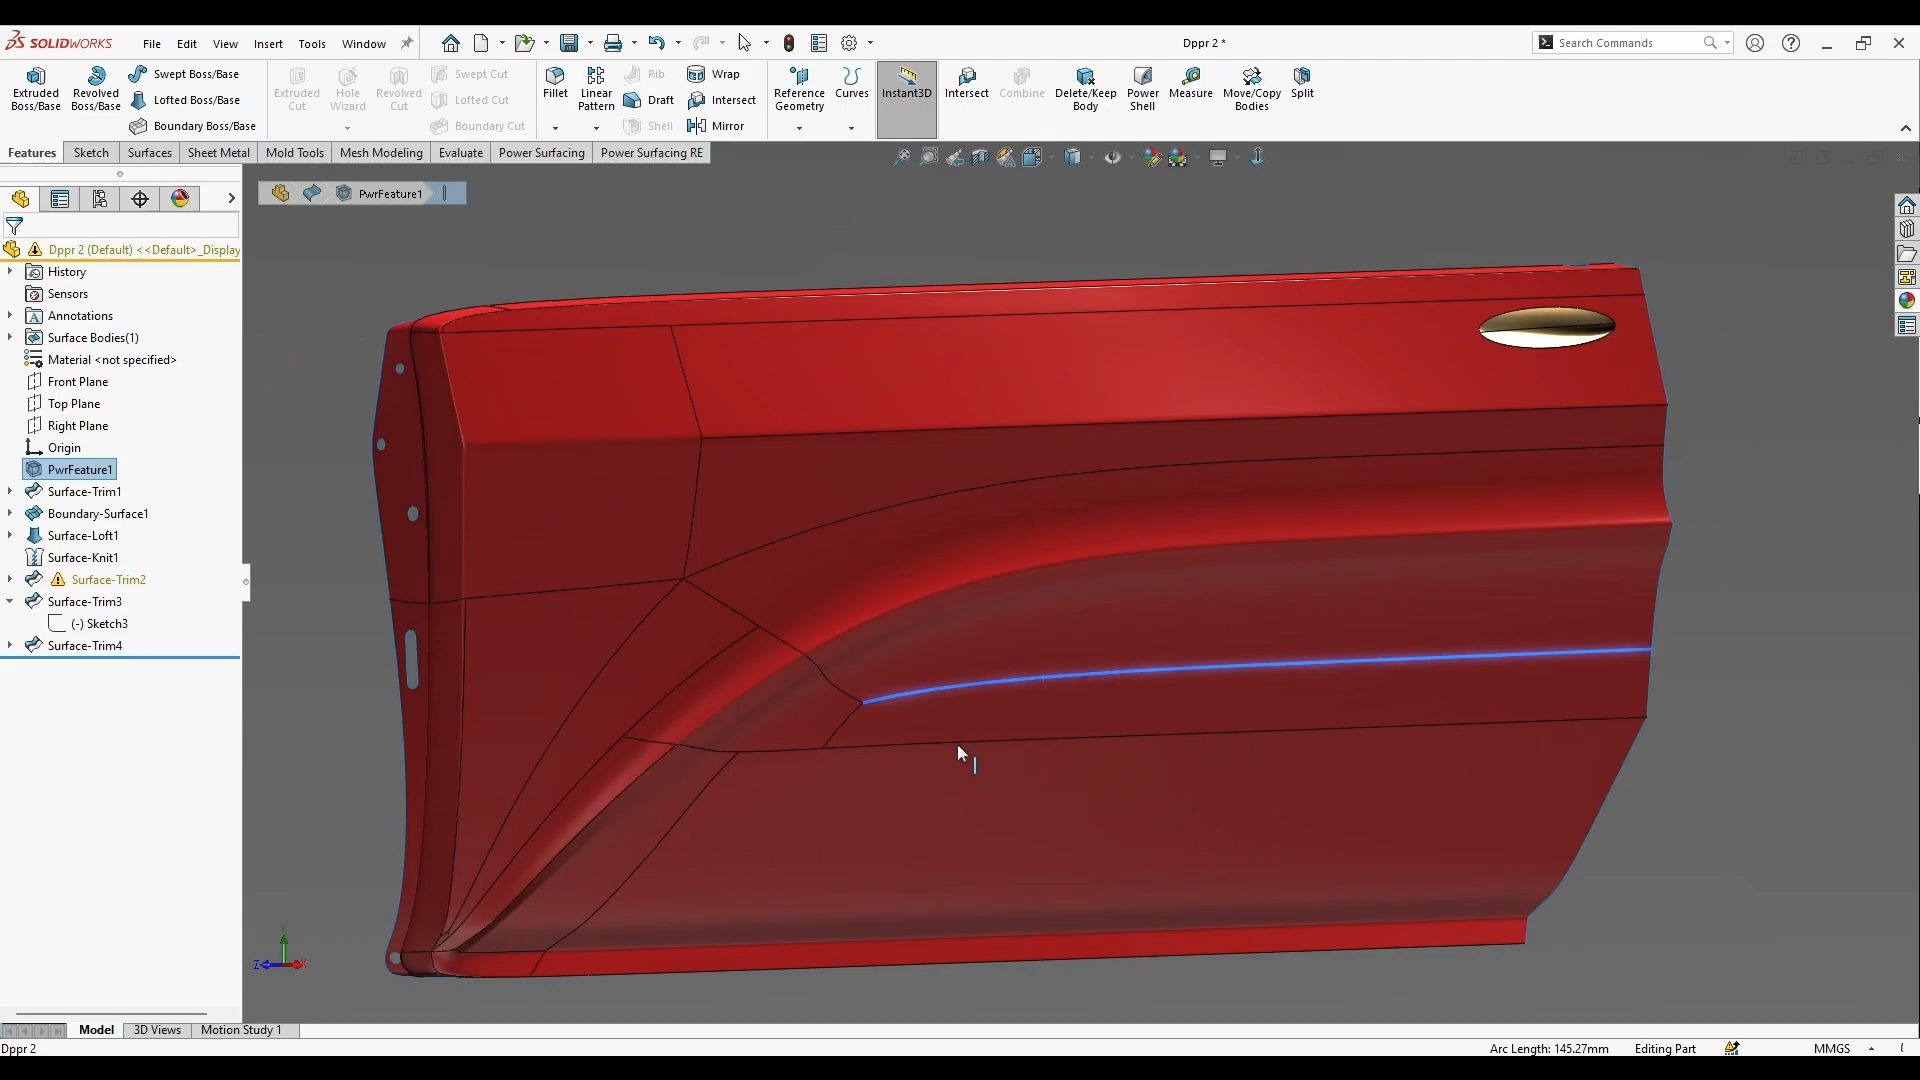 SOLIDWORKS File Edit View Insert Tools Window Dppr 2 * Search Commands
Extruded Boss/Base
Revolved Boss/Base
Swept Boss/Base
Lofted Boss/Base
Boundary Boss/Base
Extruded Cut
Hole Wizard
Revolved Cut
Swept Cut
Lofted Cut
Boundary Cut
Fillet
Linear Pattern
Rib
Draft
Shell
Wrap
Intersect
Mirror
Reference Geometry
Curves
Instant3D
Intersect
Combine
Delete/Keep Body
Power Shell
Measure
Move/Copy Bodies
Split
Features Sketch Surfaces Sheet Metal Mold Tools Mesh Modeling Evaluate Power Surfacing Power Surfacing RE
PwrFeature1
Dppr 2 (Default) <<Default>_Display
History
Sensors
Annotations
Surface Bodies(1)
Material <not specified>
Front Plane
Top Plane
Right Plane
Origin
PwrFeature1
Surface-Trim1
Boundary-Surface1
Surface-Loft1
Surface-Knit1
Surface-Trim2
Surface-Trim3
(-) Sketch3
Surface-Trim4
Y
Z X
Model 3D Views Motion Study 1
Dppr 2 Arc Length: 145.27mm Editing Part MMGS